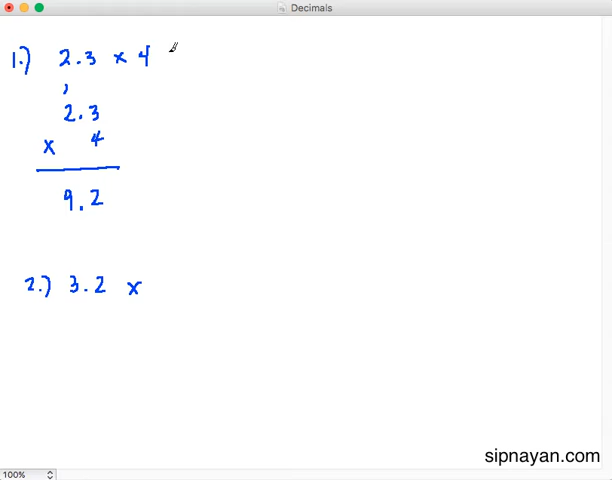 Decimals
1.) 2.3 x 4
,
2.3
x 4
9.2
2.) 3.2 x
sipnayan.com
100%